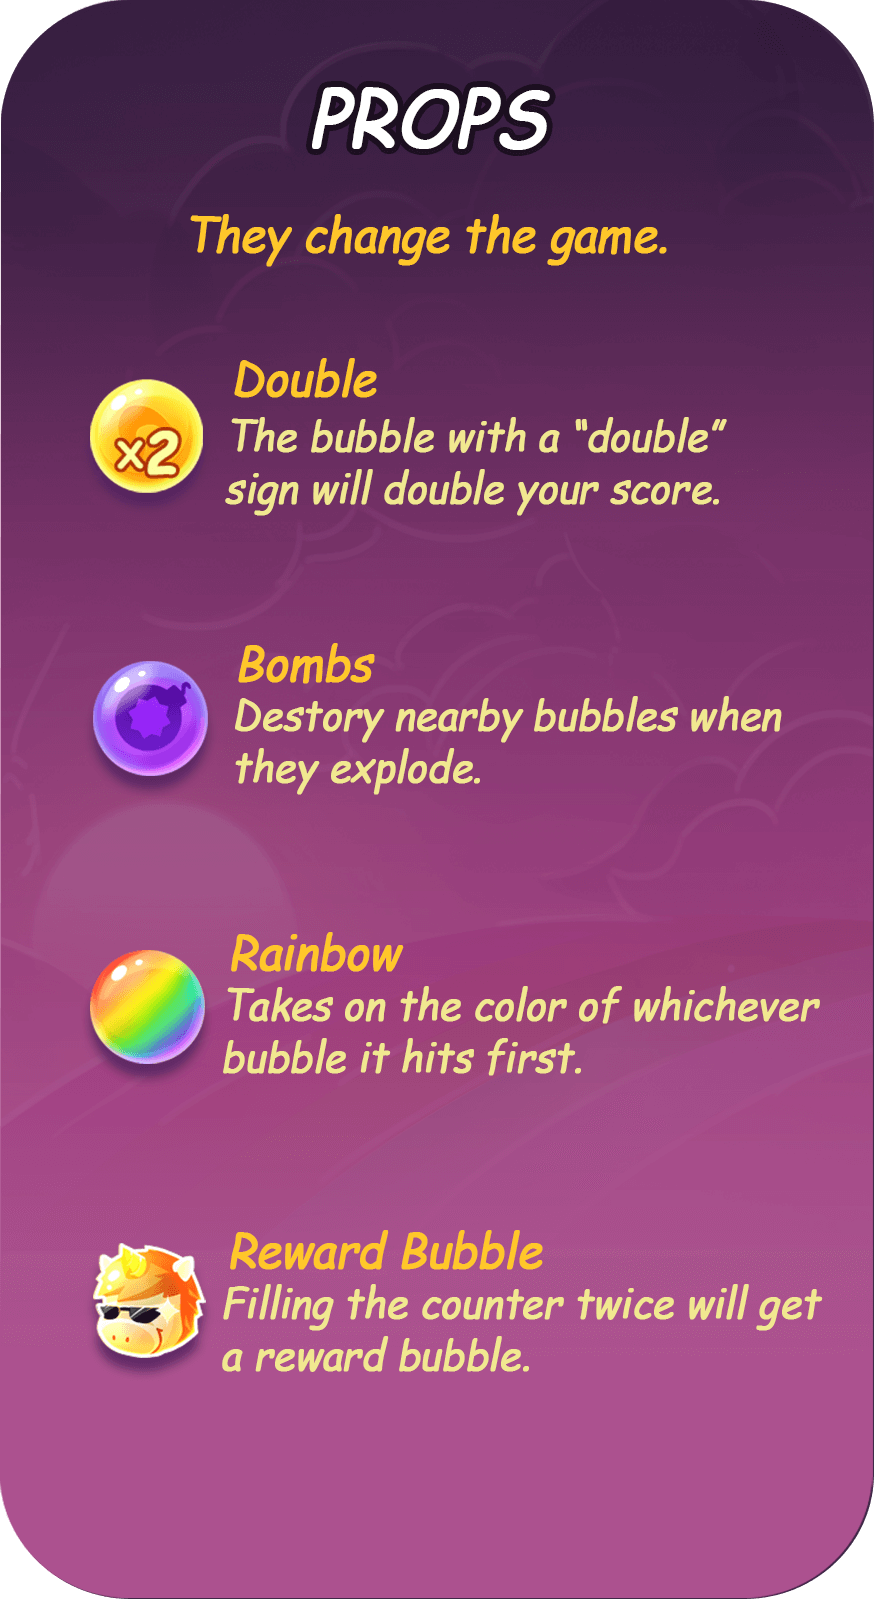 PROPS
They change the game.
Double
The bubble with a “double”
sign will double your score.
x2
Bombs
Destory nearby bubbles when
they explode.
Rainbow
Takes on the color of whichever
bubble it hits first.
Reward Bubble
Filling the counter twice will get
a reward bubble.